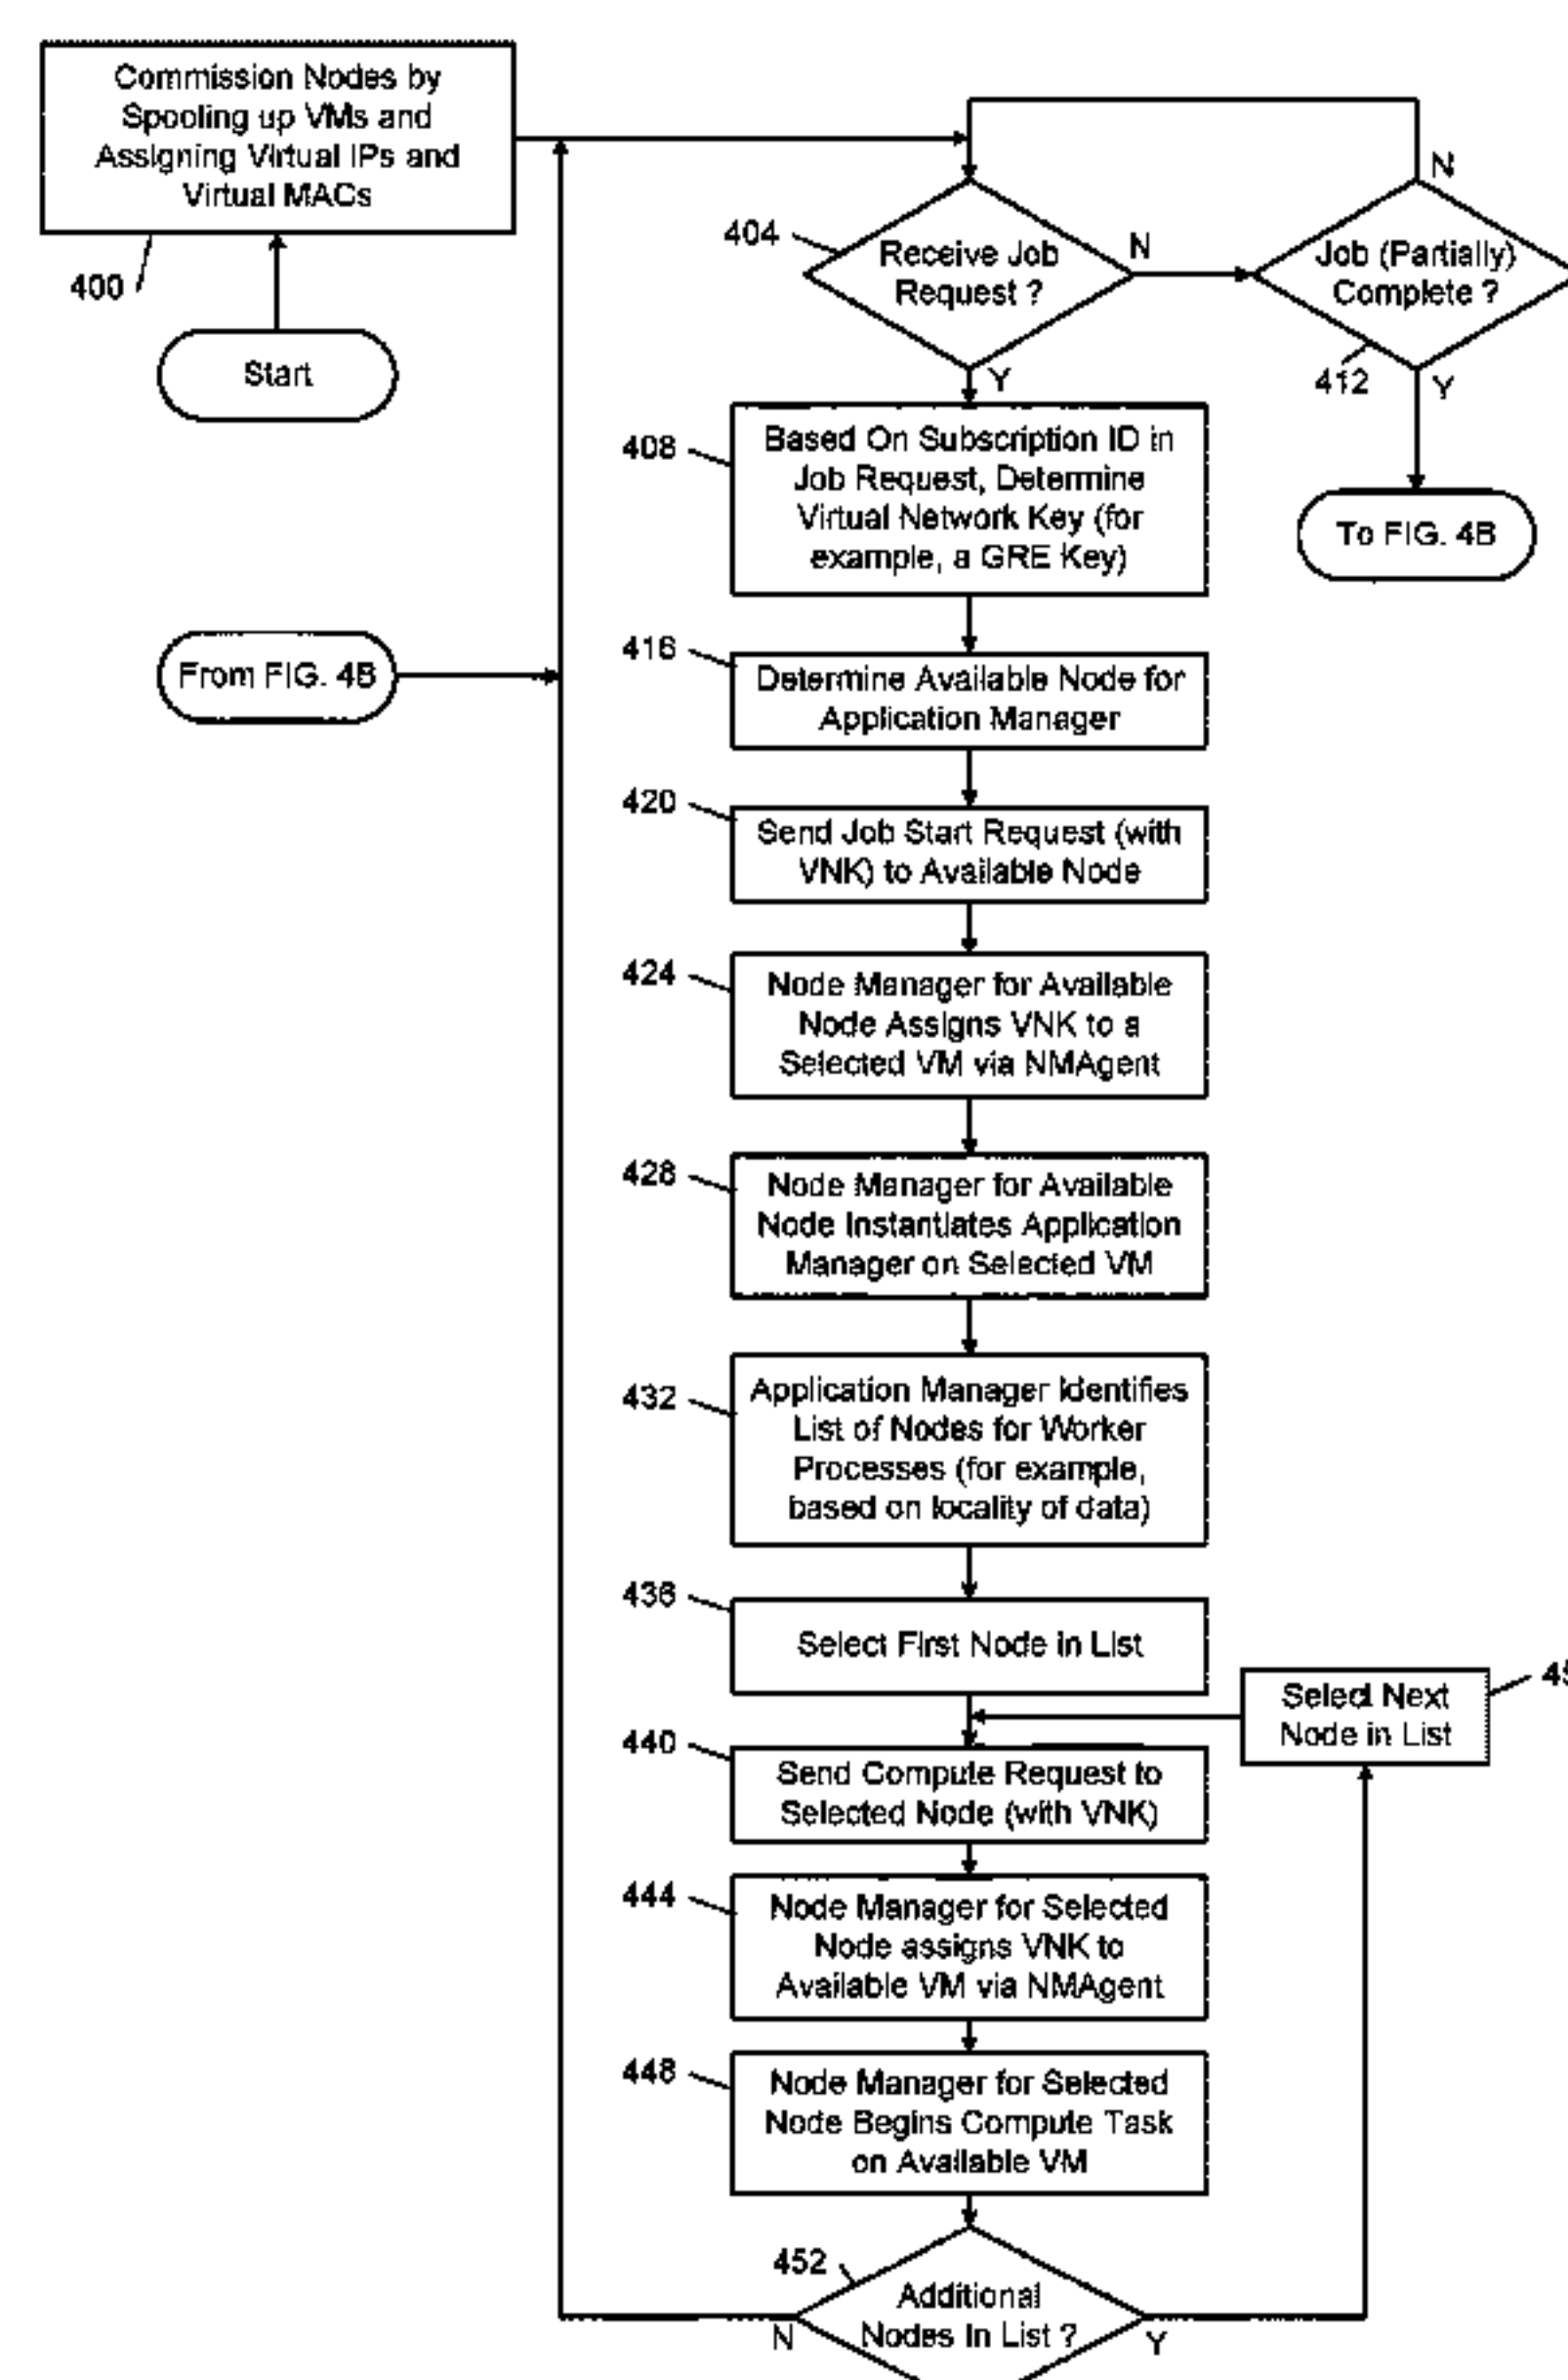 Commission Nodes by
Spooling up VMs and
Assigning Virtual IPs and
Virtual MACs
400
Start
404
Receive Job
Request ?
N
Y
Job (Partially)
Complete ?
N
412
Y
To FIG. 4B
408
Based On Subscription ID in
Job Request, Determine
Virtual Network Key (for
example, a GRE Key)
From FIG. 4B
416
Determine Available Node for
Application Manager
420
Send Job Start Request (with
VNK) to Available Node
424
Node Manager for Available
Node Assigns VNK to a
Selected VM via NMAgent
428
Node Manager for Available
Node Instantiates Application
Manager on Selected VM
432
Application Manager Identifies
List of Nodes for Worker
Processes (for example,
based on locality of data)
436
Select First Node in List
Select Next
Node in List
440
Send Compute Request to
Selected Node (with VNK)
444
Node Manager for Selected
Node assigns VNK to
Available VM via NMAgent
448
Node Manager for Selected
Node Begins Compute Task
on Available VM
452
Additional
Nodes In List ?
N
Y